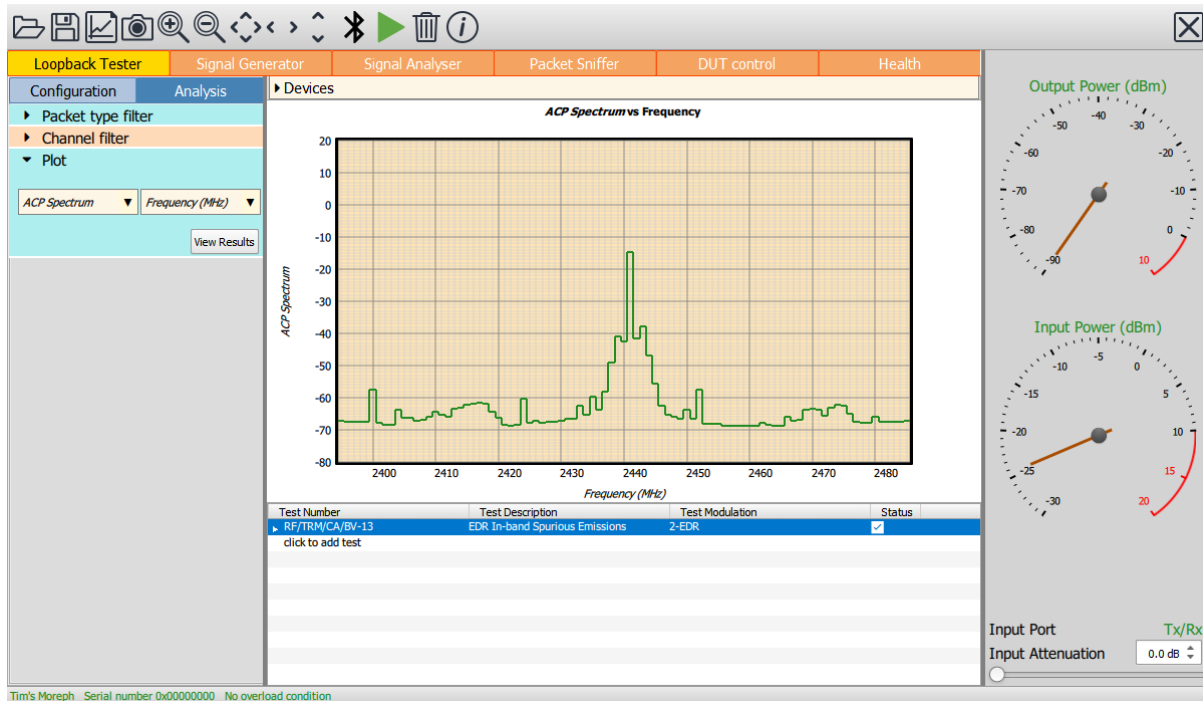 Loopback Tester Signal Generator Signal Analyser Packet Sniffer DUT control Health
Configuration Analysis
Packet type filter
Channel filter
Plot
ACP Spectrum Frequency (MHz)
View Results
Devices
ACP Spectrum vs Frequency
20
10
0
-10
-20
-30
-40
-50
-60
-70
-80
ACP Spectrum
2400 2410 2420 2430 2440 2450 2460 2470 2480
Frequency (MHz)
Test Number Test Description Test Modulation Status
RF/TRM/CA/BV-13 EDR In-band Spurious Emissions 2-EDR
click to add test
Output Power (dBm)
-90
-80
-70
-60
-50
-40
-30
-20
-10
0
10
Input Power (dBm)
-30
-25
-20
-15
-10
-5
0
5
10
15
20
Input Port Tx/Rx
Input Attenuation 0.0 dB
Tim's Moreph Serial number 0x00000000 No overload condition